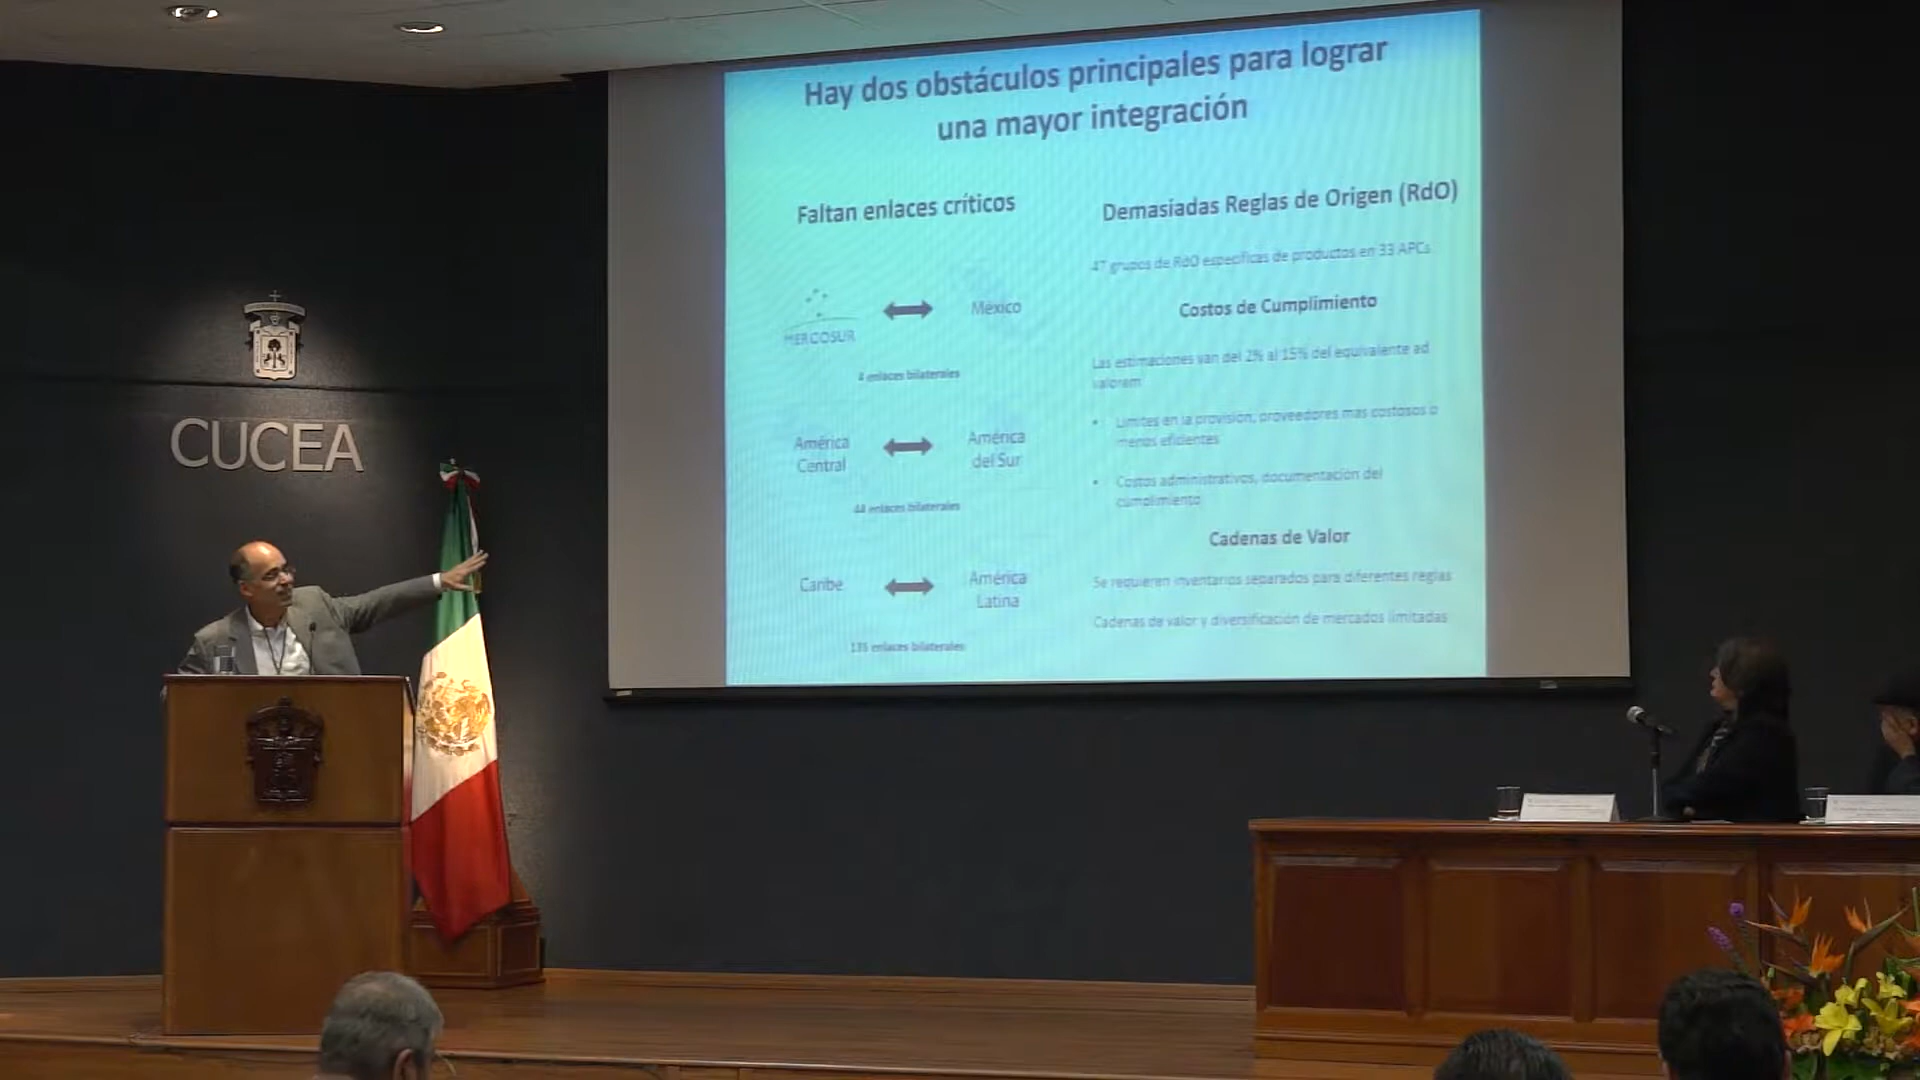 Hay dos obstáculos principales para lograr
una mayor integración
Faltan enlaces críticos
MERCOSUR
México
4 enlaces bilaterales
América
Central
América
del Sur
44 enlaces bilaterales
Caribe
América
Latina
135 enlaces bilaterales
Demasiadas Reglas de Origen (RdO)
47 grupos de RdO específicas de productos en 33 APCs
Costos de Cumplimiento
Las estimaciones van del 2% al 15% del equivalente ad
valorem
• Límites en la provisión, proveedores mas costosos o
menos eficientes
• Costos administrativos, documentación del
cumplimiento
Cadenas de Valor
Se requieren inventarios separados para diferentes reglas
Cadenas de valor y diversificación de mercados limitadas
CUCEA